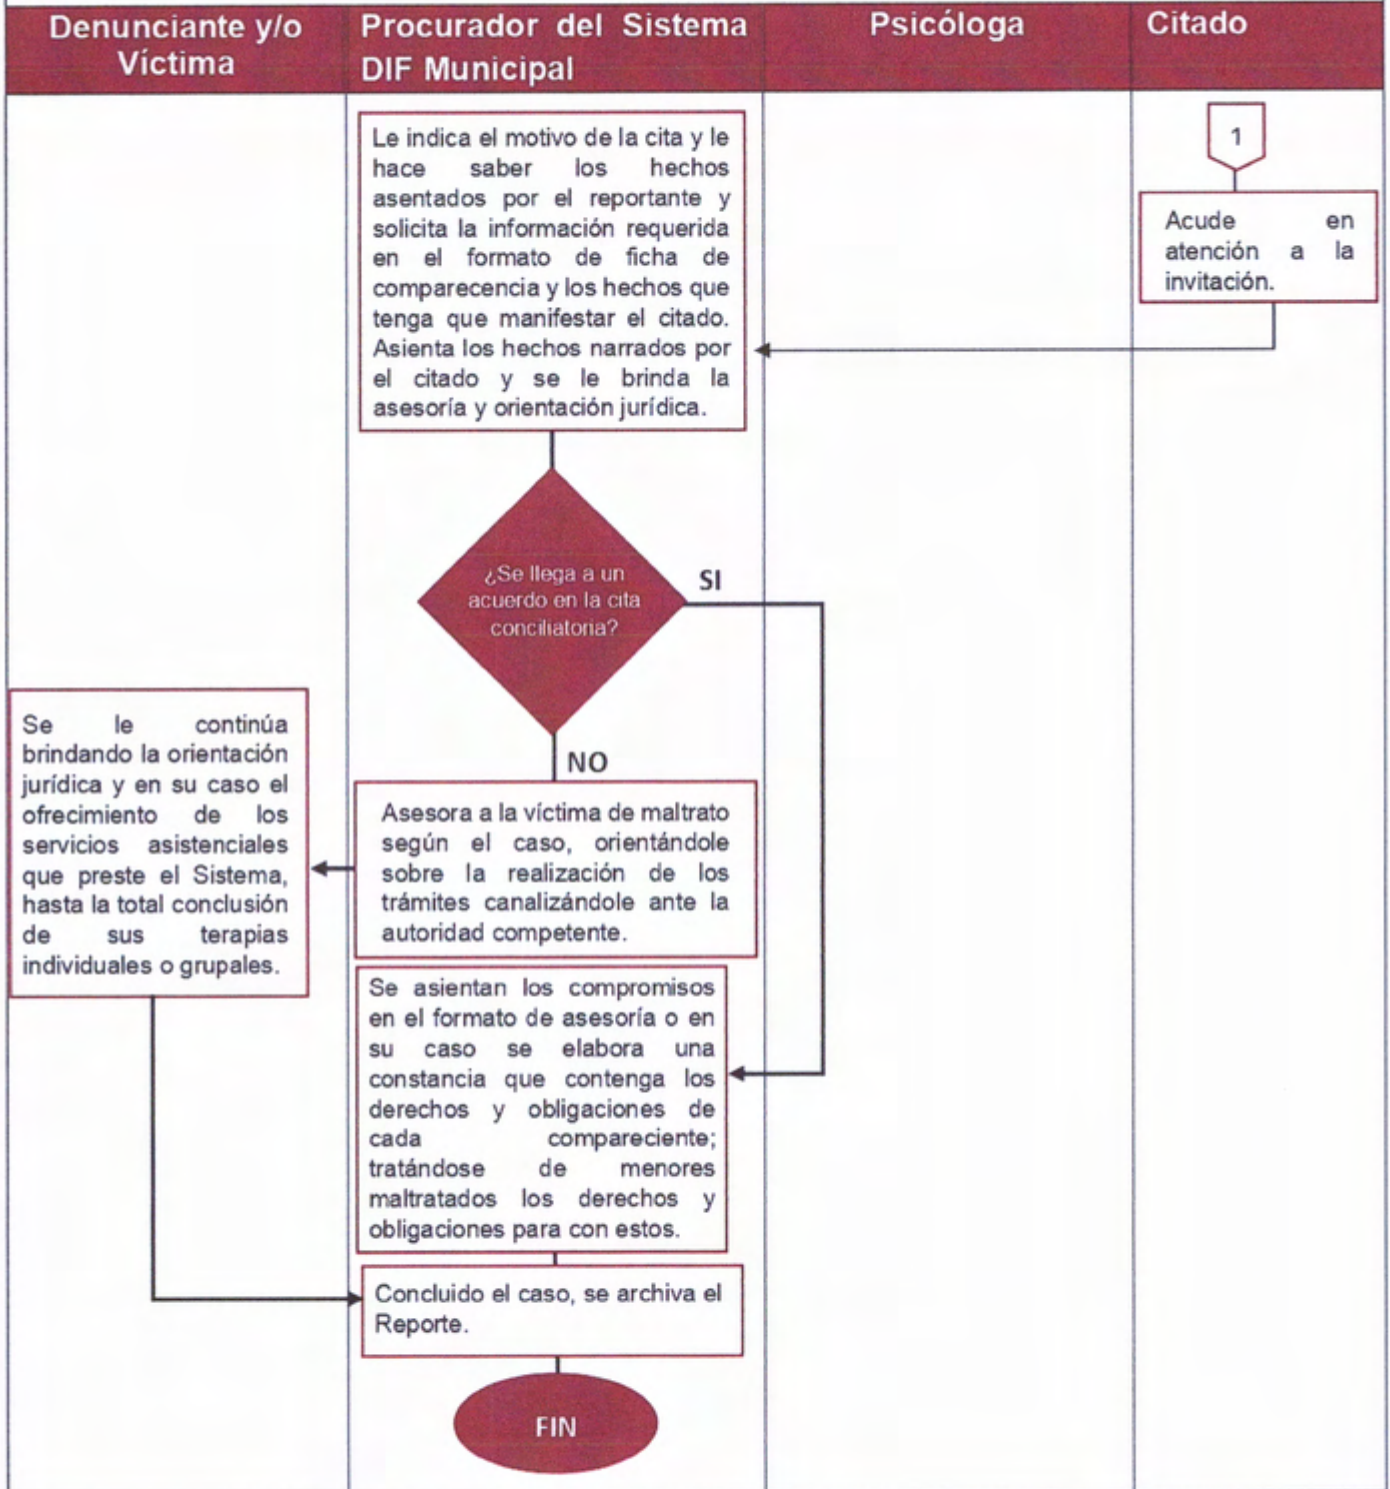 Denunciante y/o
Víctima
Procurador del Sistema
DIF Municipal
Psicóloga
Citado
1
Acude en
atención a la
invitación.
Le indica el motivo de la cita y le
hace saber los hechos
asentados por el reportante y
solicita la información requerida
en el formato de ficha de
comparecencia y los hechos que
tenga que manifestar el citado.
Asienta los hechos narrados por
el citado y se le brinda la
asesoría y orientación jurídica.
¿Se llega a un
acuerdo en la cita
conciliatoria?
SI
NO
Asesora a la víctima de maltrato
según el caso, orientándole
sobre la realización de los
trámites canalizándole ante la
autoridad competente.
Se le continúa
brindando la orientación
jurídica y en su caso el
ofrecimiento de los
servicios asistenciales
que preste el Sistema,
hasta la total conclusión
de sus terapias
individuales o grupales.
Se asientan los compromisos
en el formato de asesoría o en
su caso se elabora una
constancia que contenga los
derechos y obligaciones de
cada compareciente;
tratándose de menores
maltratados los derechos y
obligaciones para con estos.
Concluido el caso, se archiva el
Reporte.
FIN